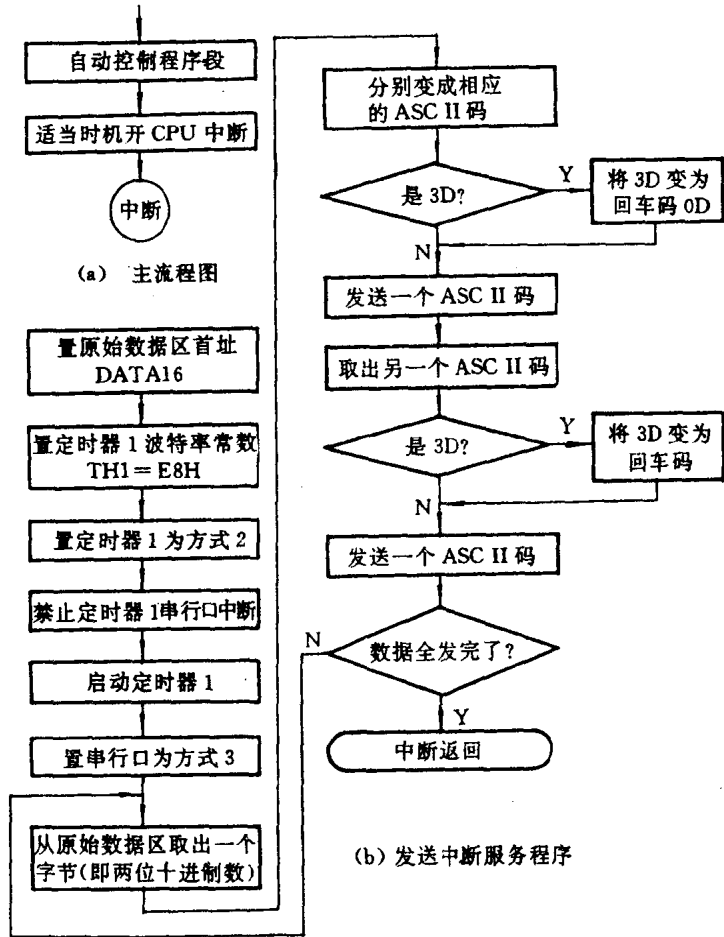 自动控制程序段
适当时机开 CPU 中断
中断
(a) 主流程图
置原始数据区首址
DATA16
置定时器 1 波特率常数
TH1 = E8H
置定时器 1 为方式 2
禁止定时器 1串行口中断
启动定时器 1
置串行口为方式 3
从原始数据区取出一个
字节(即两位十进制数)
分别变成相应
的 ASC II 码
是 3D?
Y
将 3D 变为
回车码 0D
N
发送一个 ASC II 码
取出另一个 ASC II 码
是 3D?
Y
将 3D 变为
回车码
N
发送一个 ASC II 码
N
数据全发完了?
Y
中断返回
(b) 发送中断服务程序